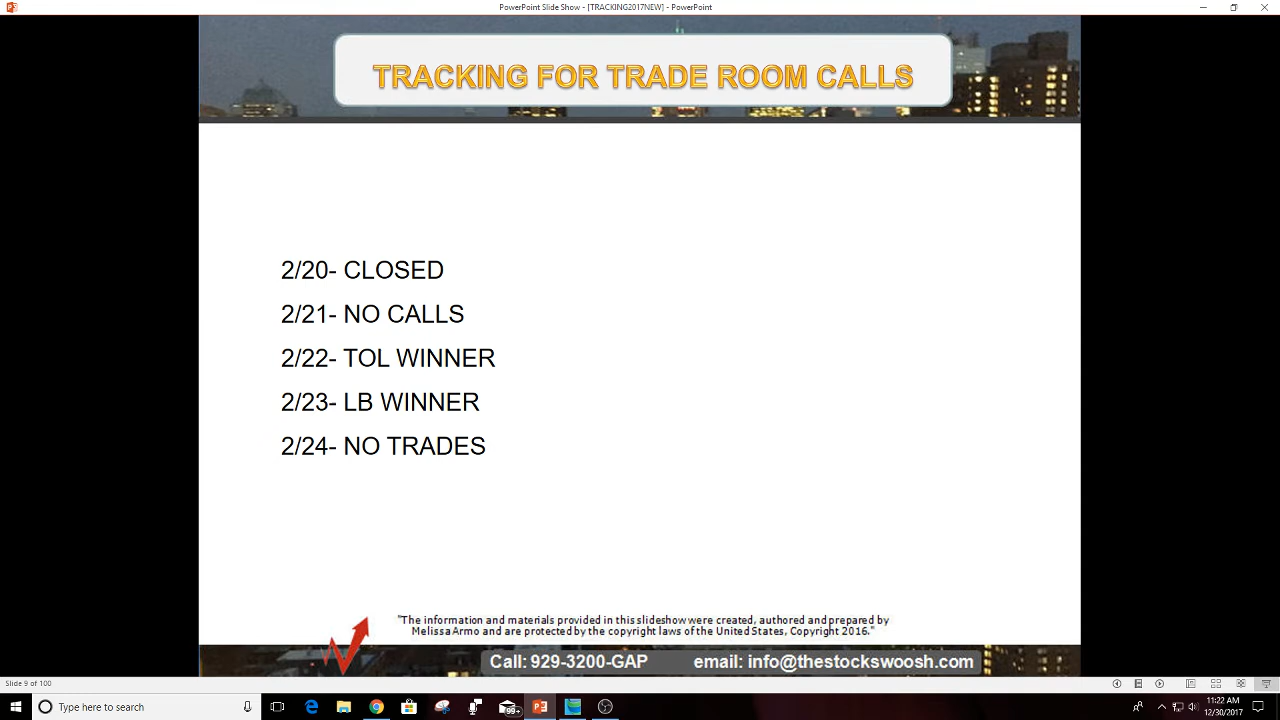 PowerPoint Slide Show - [TRACKING2017NEW] - PowerPoint
TRACKING FOR TRADE ROOM CALLS
2/20- CLOSED
2/21- NO CALLS
2/22- TOL WINNER
2/23- LB WINNER
2/24- NO TRADES
"The information and materials provided in this slideshow were created, authored and prepared by
Melissa Armo and are protected by the copyright laws of the United States, Copyright 2016."
Call: 929-3200-GAP email: info@thestockswoosh.com
Slide 9 of 100
Type here to search
99+
11:22 AM
12/30/2017